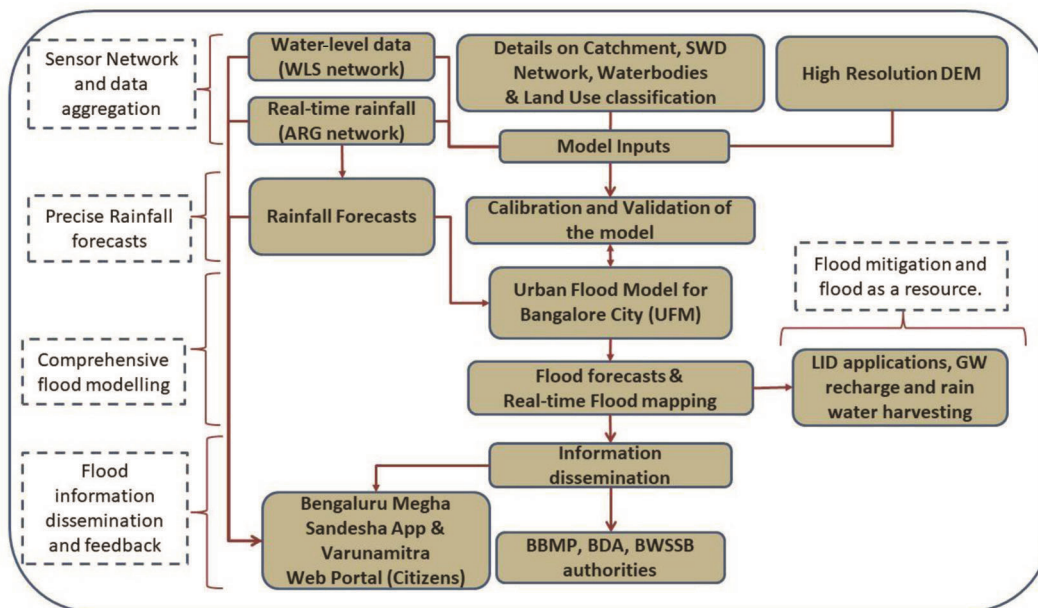 Sensor Network
and data
aggregation
Water-level data
(WLS network)
Details on Catchment, SWD
Network, Waterbodies
& Land Use classification
High Resolution DEM
Real-time rainfall
(ARG network)
Model Inputs
Precise Rainfall
forecasts
Rainfall Forecasts
Calibration and Validation of
the model
Flood mitigation and
flood as a resource.
Urban Flood Model for
Bangalore City (UFM)
Comprehensive
flood modelling
Flood forecasts &
Real-time Flood mapping
LID applications, GW
recharge and rain
water harvesting
Flood
information
dissemination
and feedback
Information
dissemination
Bengaluru Megha
Sandesha App &
Varunamitra
Web Portal (Citizens)
BBMP, BDA, BWSSB
authorities